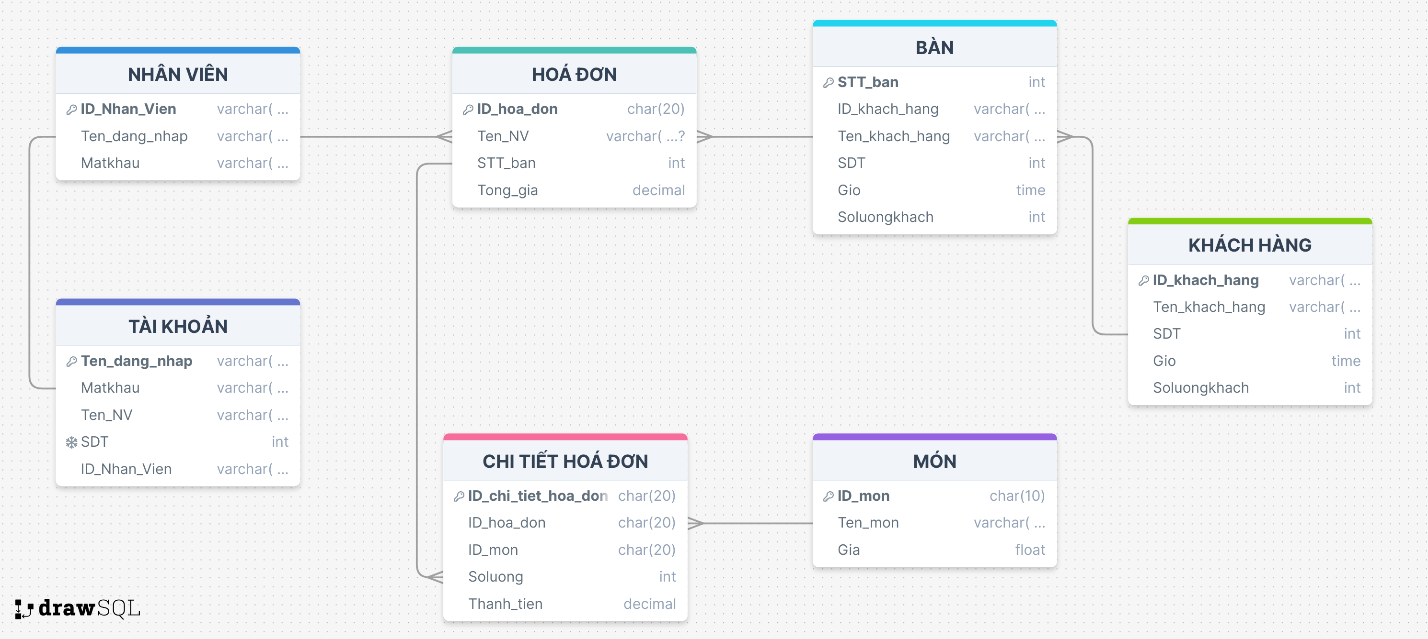 NHÂN VIÊN
ID_Nhan_Vien varchar( ...
Ten_dang_nhap varchar( ...
Matkhau varchar( ...
HOÁ ĐƠN
ID_hoa_don char(20)
Ten_NV varchar( ...?
STT_ban int
Tong_gia decimal
BÀN
STT_ban int
ID_khach_hang varchar( ...
Ten_khach_hang varchar( ...
SDT int
Gio time
Soluongkhach int
KHÁCH HÀNG
ID_khach_hang varchar( ...
Ten_khach_hang varchar( ...
SDT int
Gio time
Soluongkhach int
TÀI KHOẢN
Ten_dang_nhap varchar( ...
Matkhau varchar( ...
Ten_NV varchar( ...
SDT int
ID_Nhan_Vien varchar( ...
CHI TIẾT HOÁ ĐƠN
ID_chi_tiet_hoa_don char(20)
ID_hoa_don char(20)
ID_mon char(20)
Soluong int
Thanh_tien decimal
MÓN
ID_mon char(10)
Ten_mon varchar( ...
Gia float
drawSQL